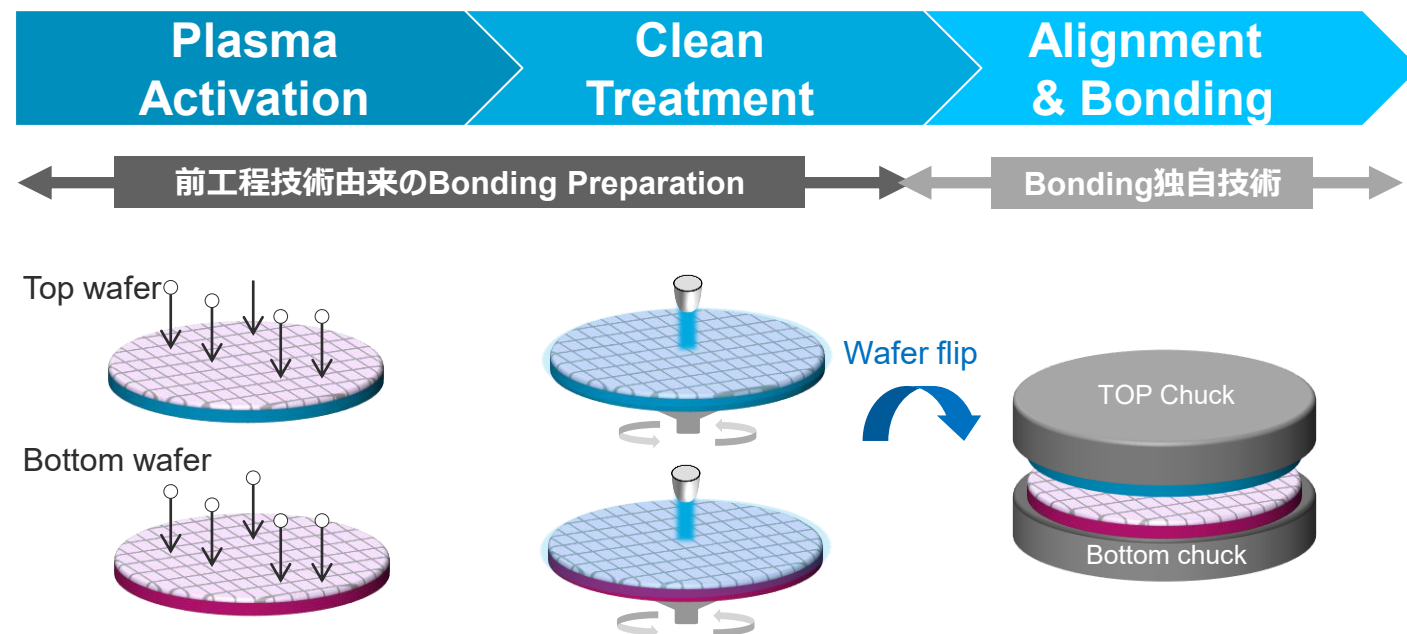 Plasma
Activation
Clean
Treatment
Alignment
& Bonding
前工程技術由来のBonding Preparation
Bonding独自技術
Top wafer
Wafer flip
TOP Chuck
Bottom wafer
Bottom chuck